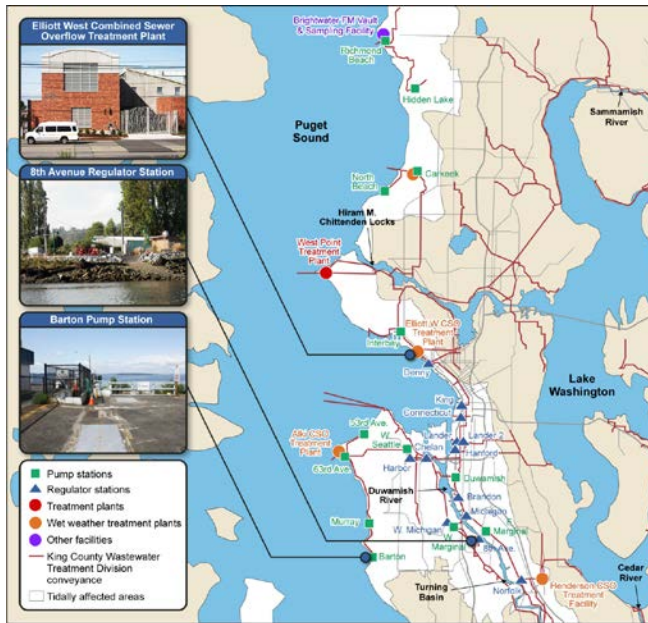 Elliott West Combined Sewer
Overflow Treatment Plant
8th Avenue Regulator Station
Barton Pump Station
Pump stations
Regulator stations
Treatment plants
Wet weather treatment plants
Other facilities
King County Wastewater
Treatment Division
conveyance
Tidally affected areas
Brightwater FM Vault
& Sampling Facility
Richmond
Beach
Hidden Lake
Puget
Sound
Sammamish
River
Carkeek
North
Beach
Hiram M.
Chittenden Locks
West Point
Treatment
Plant
Elliott W CSO
Treatment
Plant
Interbay
Denny
King
Connecticut
Lake
Washington
53rd Ave.
W.
Seattle
Alki CSO
Treatment
Plant
63rd Ave.
Lander
Lander 2
Chelan
Hanford
Harbor
Duwamish
Duwamish
River
Brandon
Michigan
Murray
W. Michigan
W.
Marginal
E.
Marginal
8th Ave.
Barton
Turning
Basin
Norfolk
Henderson CSO
Treatment
Facility
Cedar
River